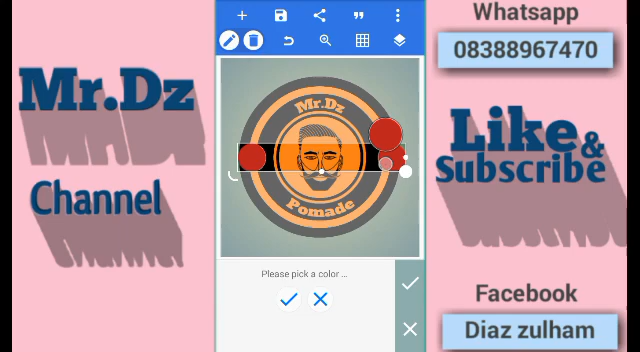 Mr.Dz
Channel
Mr.Dz
Pomade
Please pick a color ...
Whatsapp
08388967470
Like &
Subscribe
Facebook
Diaz zulham